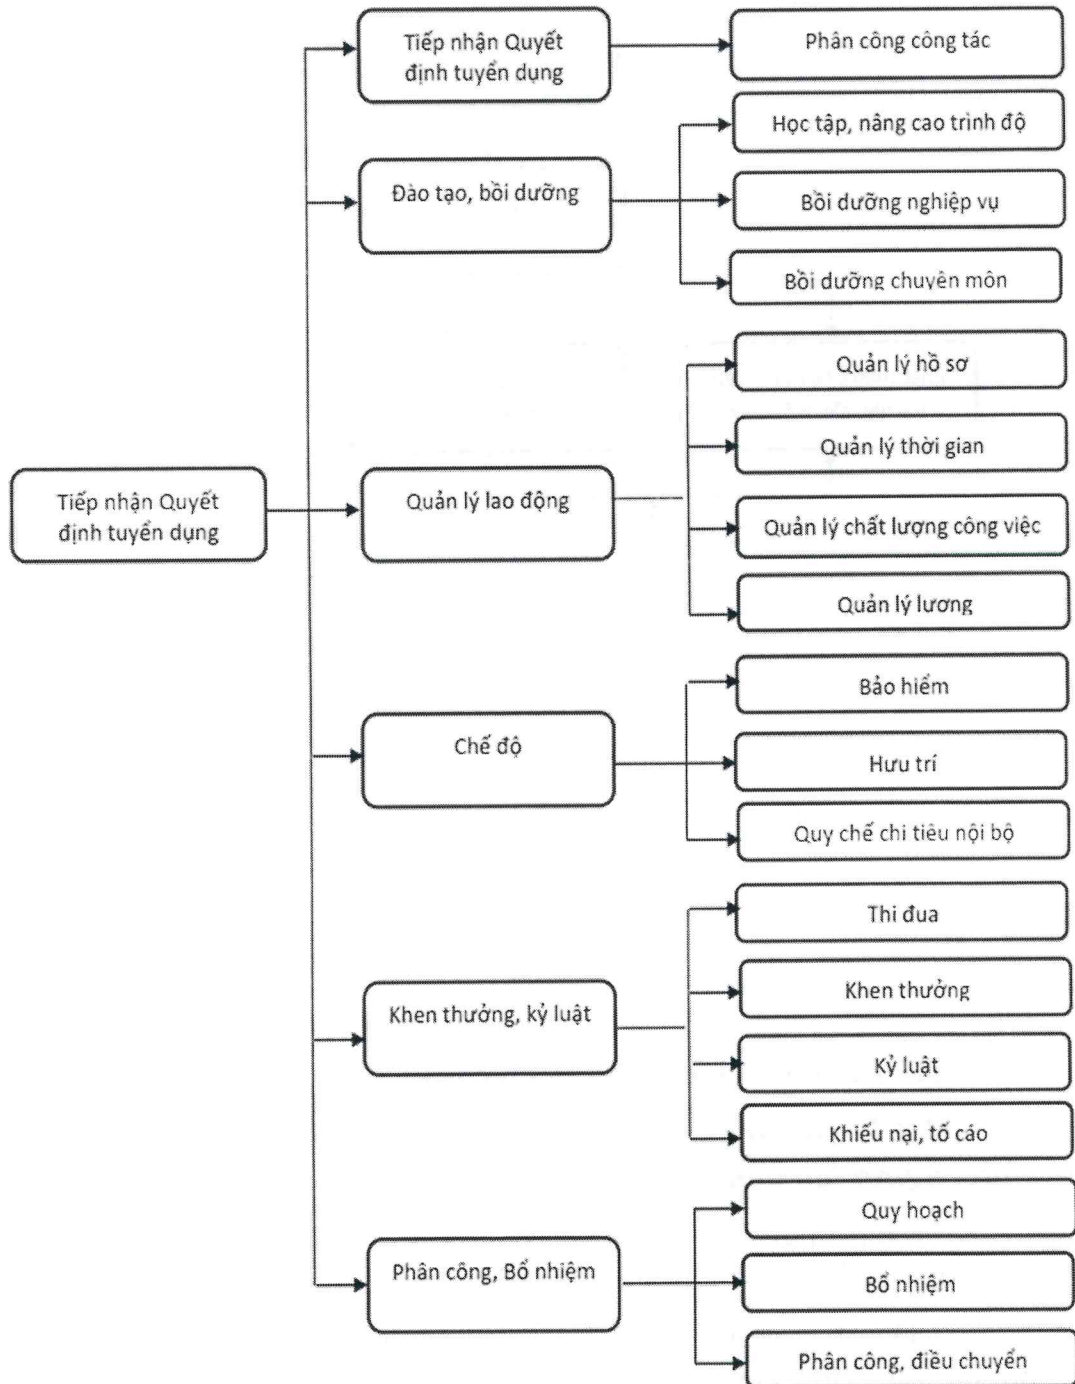 Tiếp nhận Quyết
định tuyển dụng
Tiếp nhận Quyết
định tuyển dụng
Phân công công tác
Đào tạo, bồi dưỡng
Học tập, nâng cao trình độ
Bồi dưỡng nghiệp vụ
Bồi dưỡng chuyên môn
Quản lý lao động
Quản lý hồ sơ
Quản lý thời gian
Quản lý chất lượng công việc
Quản lý lương
Chế độ
Bảo hiểm
Hưu trí
Quy chế chi tiêu nội bộ
Khen thưởng, kỷ luật
Thi đua
Khen thưởng
Kỷ luật
Khiếu nại, tố cáo
Phân công, Bổ nhiệm
Quy hoạch
Bổ nhiệm
Phân công, điều chuyển